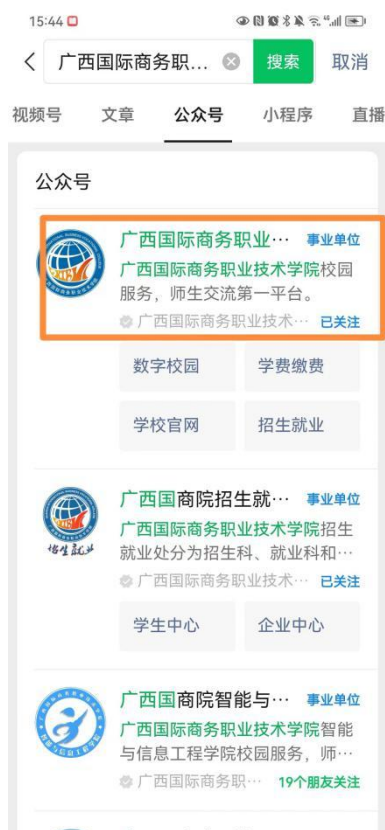 15:44
广西国际商务职...
搜索
取消
视频号 文章 公众号 小程序 直播
公众号
广西国际商务职业… 事业单位
广西国际商务职业技术学院校园
服务，师生交流第一平台。
广西国际商务职业技术… 已关注
数字校园 学费缴费
学校官网 招生就业
广西国商院招生就… 事业单位
广西国际商务职业技术学院招生
就业处分为招生科、就业科和…
广西国际商务职业技术… 已关注
招生就业
学生中心 企业中心
广西国商院智能与… 事业单位
广西国际商务职业技术学院智能
与信息工程学院校园服务，师…
广西国际商务职… 19个朋友关注